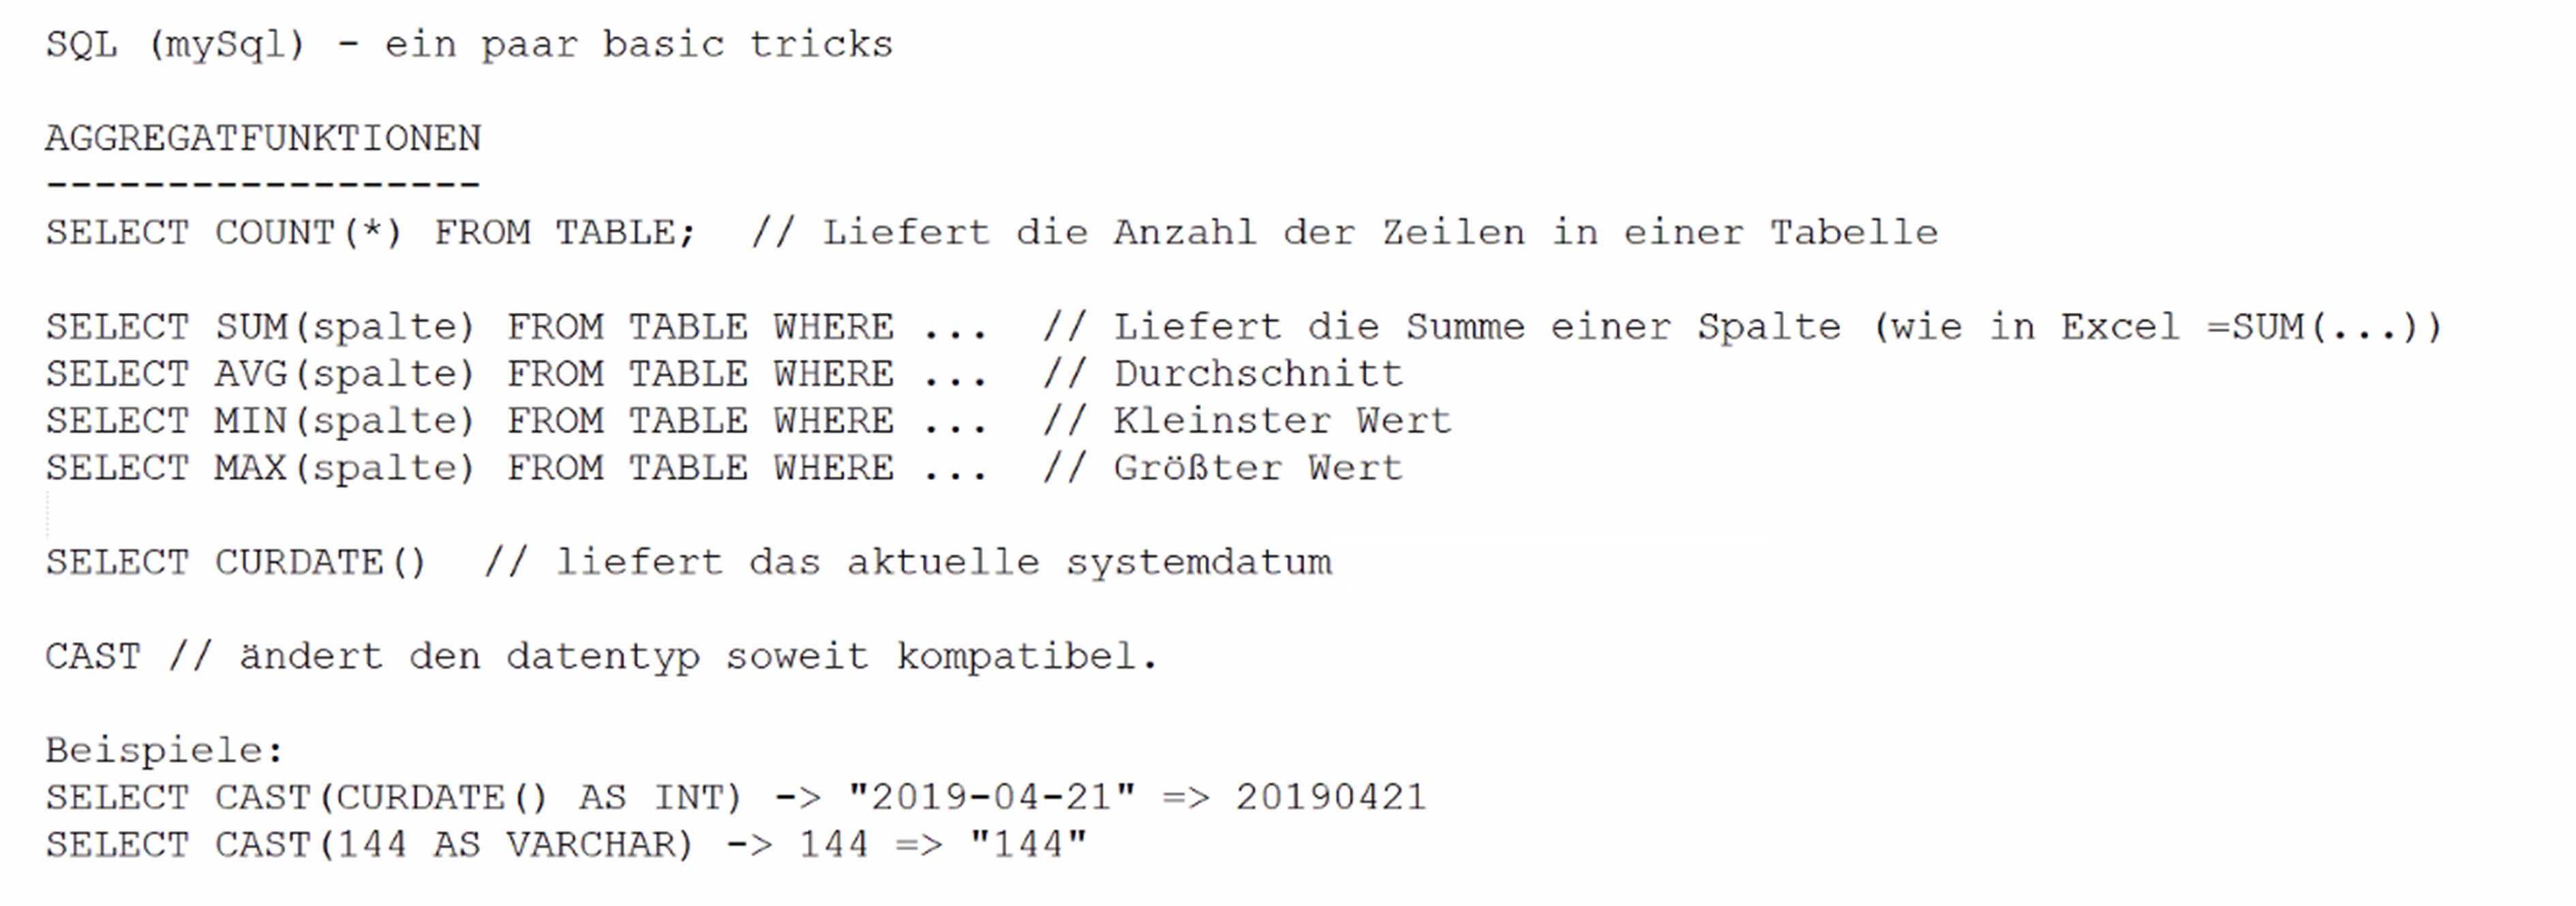 SQL (mySql) - ein paar basic tricks
AGGREGATFUNKTIONEN
------------------
SELECT COUNT(*) FROM TABLE;  // Liefert die Anzahl der Zeilen in einer Tabelle
SELECT SUM(spalte) FROM TABLE WHERE ...  // Liefert die Summe einer Spalte (wie in Excel =SUM(...))
SELECT AVG(spalte) FROM TABLE WHERE ...  // Durchschnitt
SELECT MIN(spalte) FROM TABLE WHERE ...  // Kleinster Wert
SELECT MAX(spalte) FROM TABLE WHERE ...  // Größter Wert
SELECT CURDATE()  // liefert das aktuelle systemdatum
CAST // ändert den datentyp soweit kompatibel.
Beispiele:
SELECT CAST(CURDATE() AS INT) -> "2019-04-21" => 20190421
SELECT CAST(144 AS VARCHAR) -> 144 => "144"